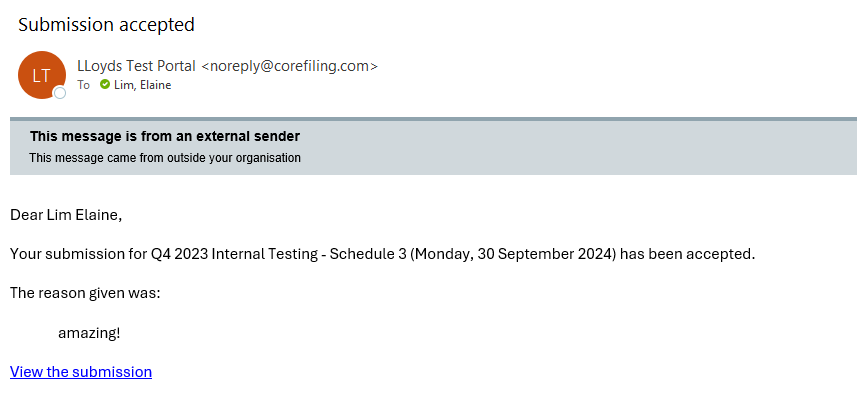 Submission accepted
LT
LLoyds Test Portal <noreply@corefiling.com>
To Lim, Elaine
This message is from an external sender
This message came from outside your organisation
Dear Lim Elaine,
Your submission for Q4 2023 Internal Testing - Schedule 3 (Monday, 30 September 2024) has been accepted.
The reason given was:
amazing!
View the submission